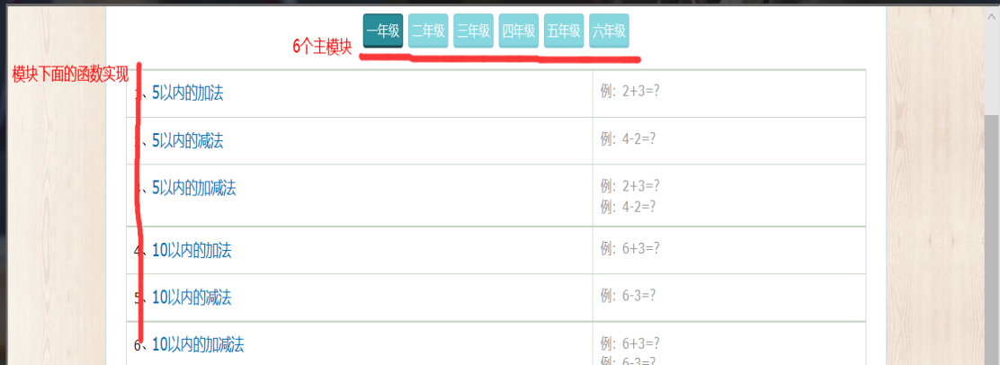 一年级 二年级 三年级 四年级 五年级 六年级
6个主模块
模块下面的函数实现
、5以内的加法 例：2+3=?
、5以内的减法 例：4-2=?
、5以内的加减法 例：2+3=?
例：4-2=?
4、10以内的加法 例：6+3=?
5、10以内的减法 例：6-3=?
6、10以内的加减法 例：6+3=?
例：6-3=?